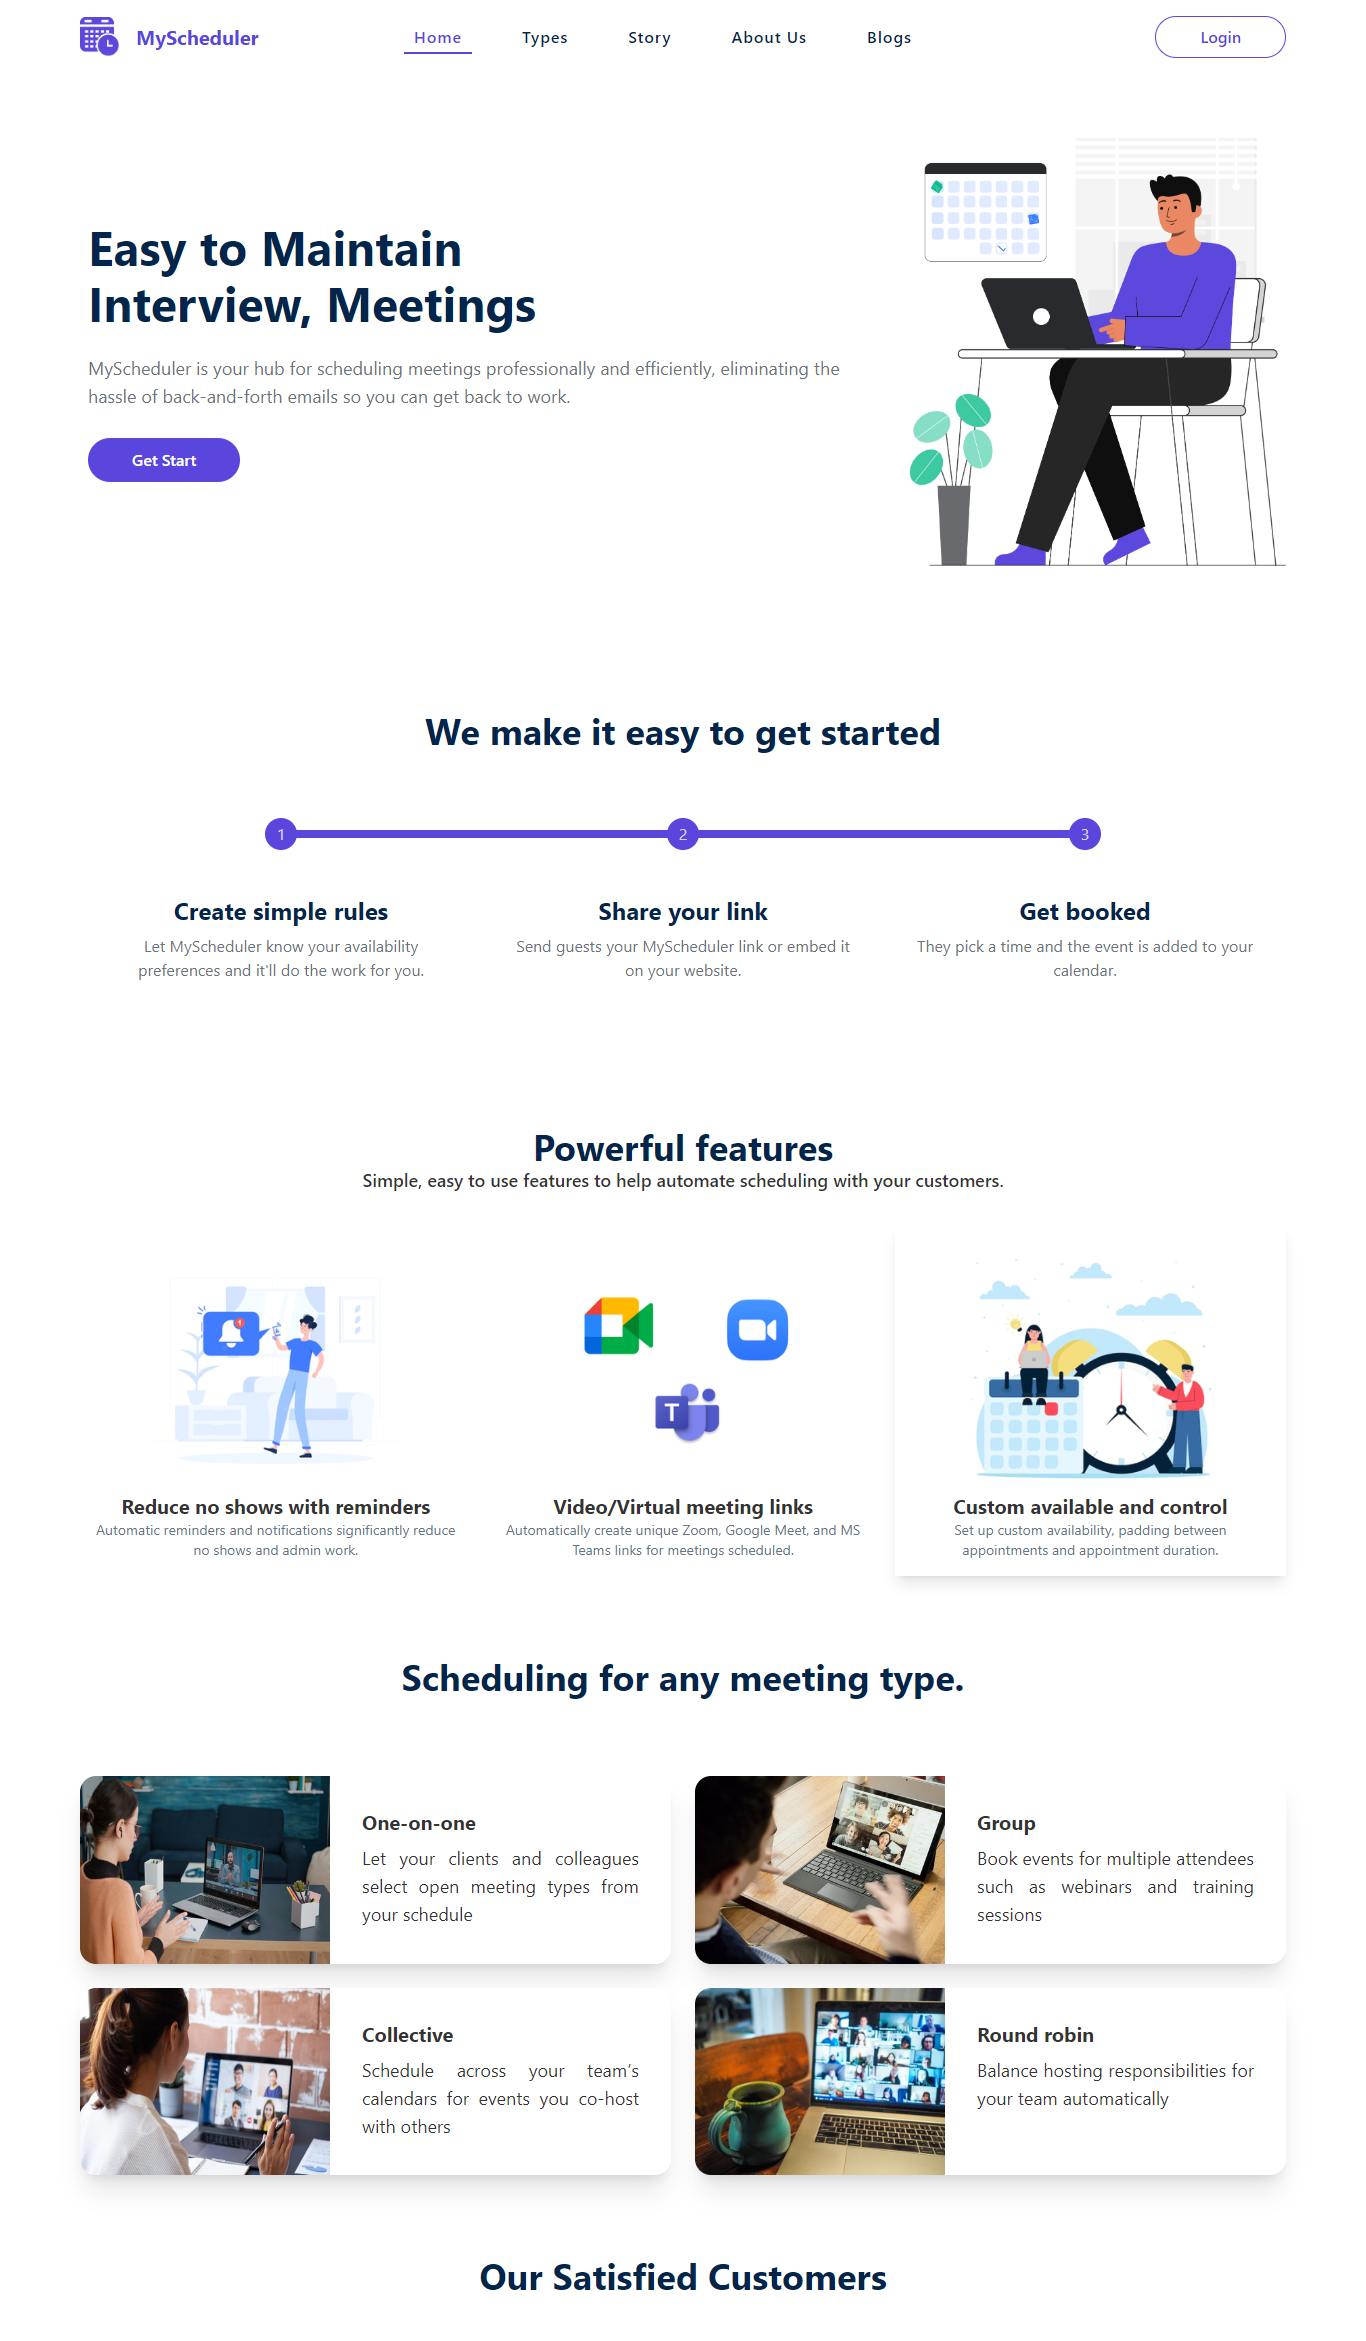 MyScheduler
Home Types Story About Us Blogs
Login
Easy to Maintain
Interview, Meetings
MyScheduler is your hub for scheduling meetings professionally and efficiently, eliminating the
hassle of back-and-forth emails so you can get back to work.
Get Start
We make it easy to get started
1 2 3
Create simple rules
Let MyScheduler know your availability
preferences and it'll do the work for you.
Share your link
Send guests your MyScheduler link or embed it
on your website.
Get booked
They pick a time and the event is added to your
calendar.
Powerful features
Simple, easy to use features to help automate scheduling with your customers.
1
Reduce no shows with reminders
Automatic reminders and notifications significantly reduce
no shows and admin work.
T
Video/Virtual meeting links
Automatically create unique Zoom, Google Meet, and MS
Teams links for meetings scheduled.
Custom available and control
Set up custom availability, padding between
appointments and appointment duration.
Scheduling for any meeting type.
One-on-one
Let your clients and colleagues
select open meeting types from
your schedule
Group
Book events for multiple attendees
such as webinars and training
sessions
Collective
Schedule across your team’s
calendars for events you co-host
with others
Round robin
Balance hosting responsibilities for
your team automatically
Our Satisfied Customers